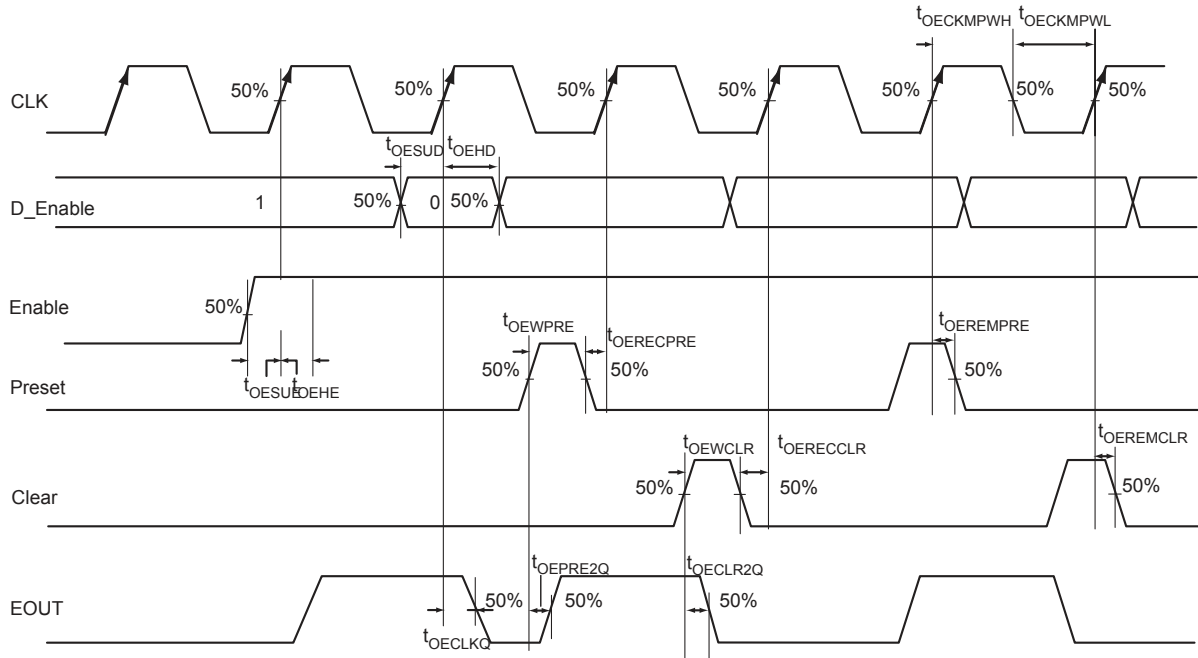 tOECKMPWH tOECKMPWL
CLK 50% 50% 50% 50% 50% 50% 50%
tOESUD tOEHD
D_Enable 1 50% 0 50%
Enable 50%
tOEWPRE tOERECPRE tOEREMPRE
Preset 50% 50% 50%
tOESUE tOEHE
tOEWCLR tOERECCLR tOEREMCLR
Clear 50% 50% 50%
tOEPRE2Q tOECLR2Q
EOUT 50% 50% 50%
tOECLKQ